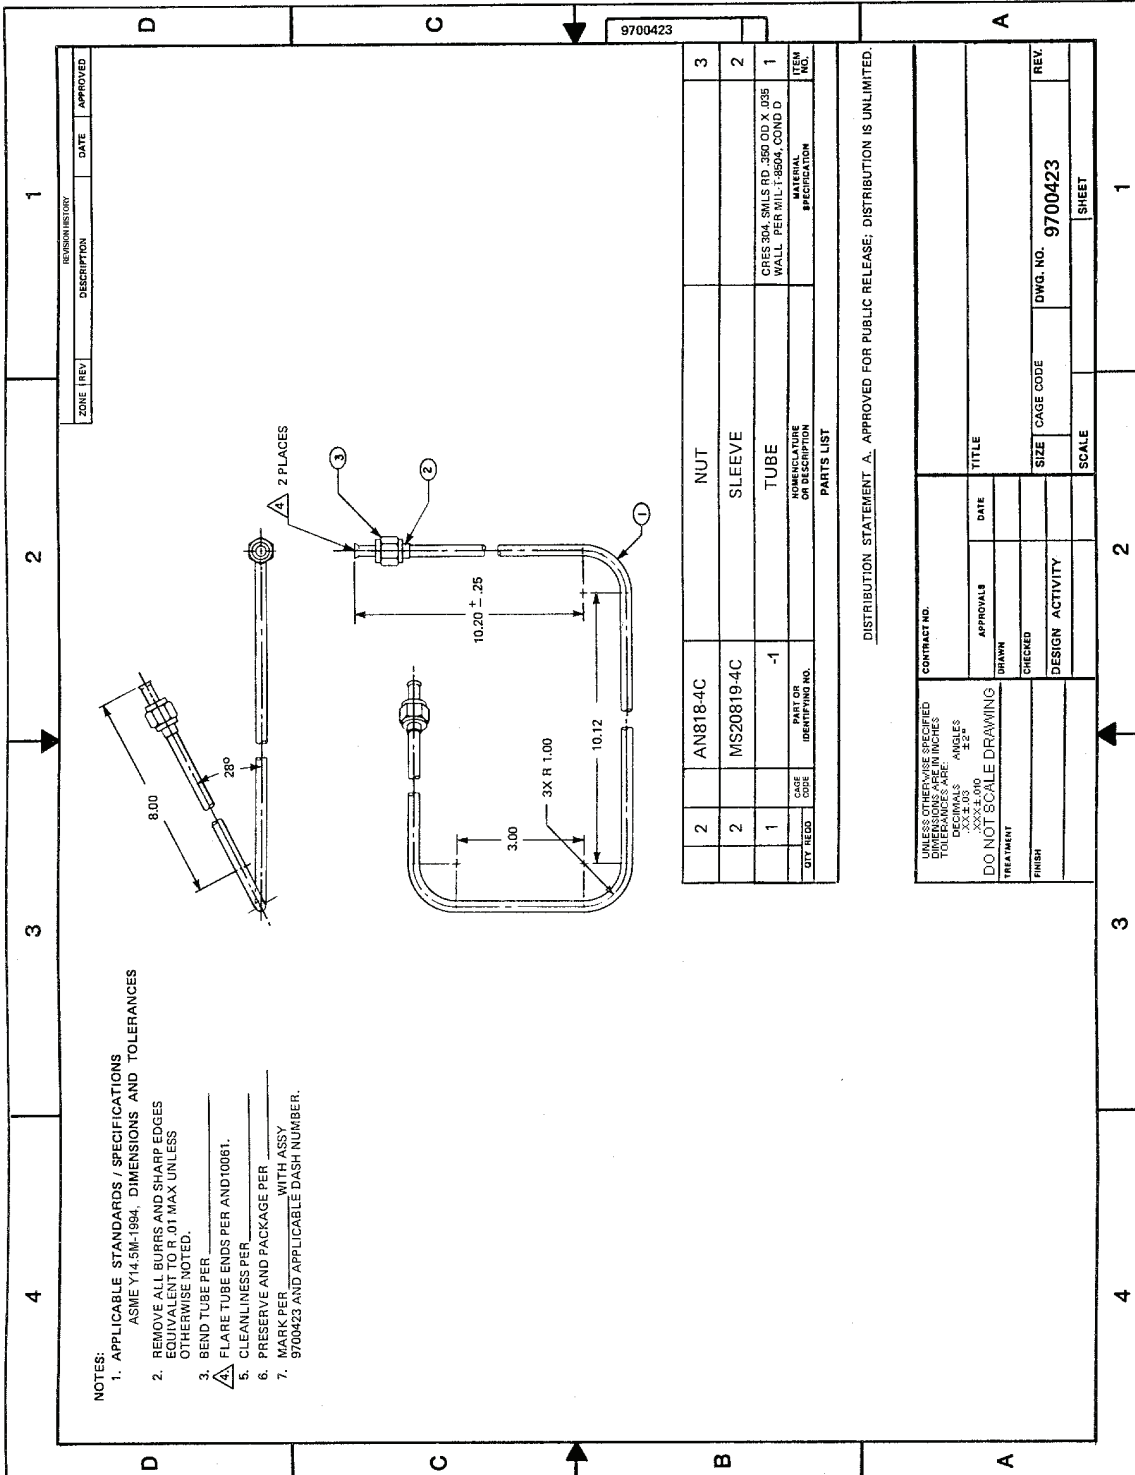 4
3
2
1
D
C
B
A
D
C
A
9700423
REVISION HISTORY
ZONE
REV
DESCRIPTION
DATE
APPROVED
NOTES:
1. APPLICABLE STANDARDS / SPECIFICATIONS
ASME Y14.5M-1994, DIMENSIONS AND TOLERANCES
2. REMOVE ALL BURRS AND SHARP EDGES
EQUIVALENT TO R .01 MAX UNLESS
OTHERWISE NOTED.
3. BEND TUBE PER
4. FLARE TUBE ENDS PER AND10061.
5. CLEANLINESS PER
6. PRESERVE AND PACKAGE PER
7. MARK PER WITH ASSY
9700423 AND APPLICABLE DASH NUMBER.
8.00
28°
4 2 PLACES
3
2
1
10.20 ± .25
3.00
3X R 1.00
10.12
2 AN818-4C NUT 3
2 MS20819-4C SLEEVE 2
1 -1 TUBE CRES 304, SMLS RD .350 OD X .035 1
WALL PER MIL-T-8504, COND D
QTY REQD
CAGE
CODE
PART OR
IDENTIFYING NO.
NOMENCLATURE
OR DESCRIPTION
MATERIAL
SPECIFICATION
ITEM
NO.
PARTS LIST
DISTRIBUTION STATEMENT A. APPROVED FOR PUBLIC RELEASE; DISTRIBUTION IS UNLIMITED.
UNLESS OTHERWISE SPECIFIED
DIMENSIONS ARE IN INCHES
TOLERANCES ARE:
DECIMALS ANGLES
.XX ± .03 ± 2°
.XXX ± .010
DO NOT SCALE DRAWING
TREATMENT
FINISH
CONTRACT NO.
APPROVALS
DATE
DRAWN
CHECKED
DESIGN ACTIVITY
TITLE
SIZE
CAGE CODE
DWG. NO.
9700423
REV.
SCALE
SHEET
4
3
2
1